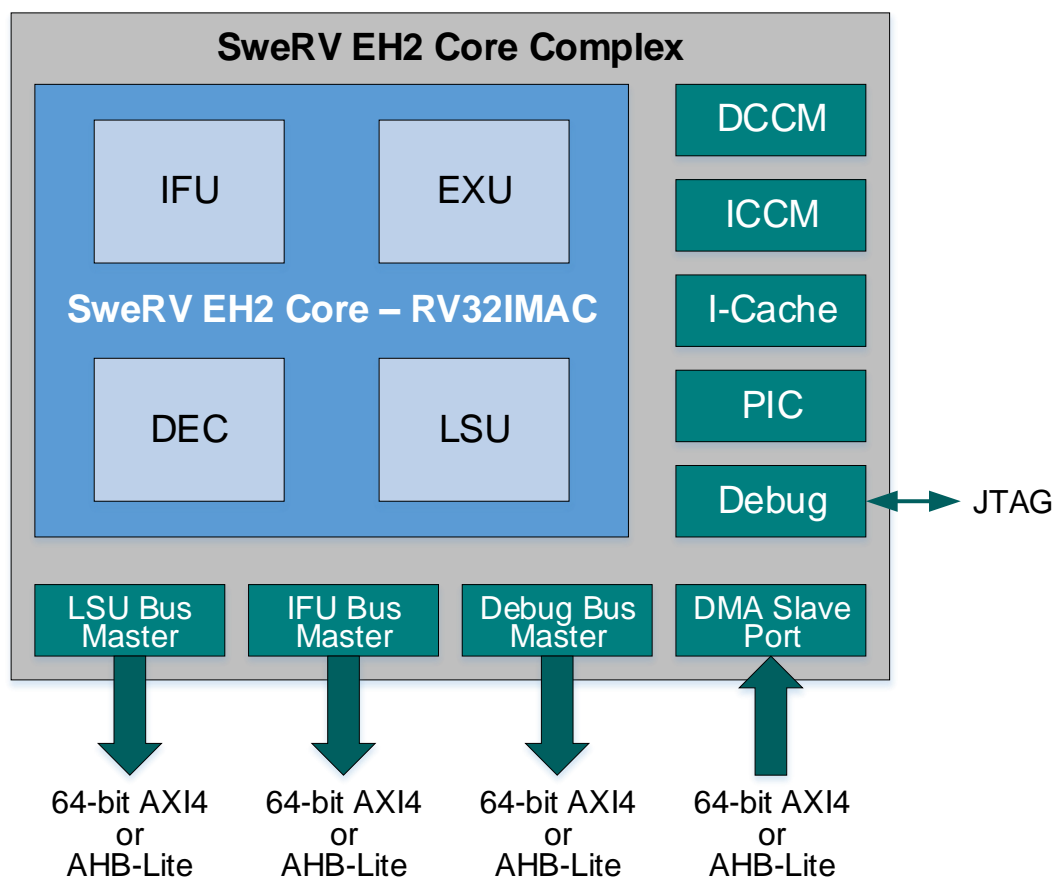 SweRV EH2 Core Complex
IFU
EXU
SweRV EH2 Core – RV32IMAC
DEC
LSU
DCCM
ICCM
I-Cache
PIC
Debug
JTAG
LSU Bus
Master
IFU Bus
Master
Debug Bus
Master
DMA Slave
Port
64-bit AXI4
or
AHB-Lite
64-bit AXI4
or
AHB-Lite
64-bit AXI4
or
AHB-Lite
64-bit AXI4
or
AHB-Lite